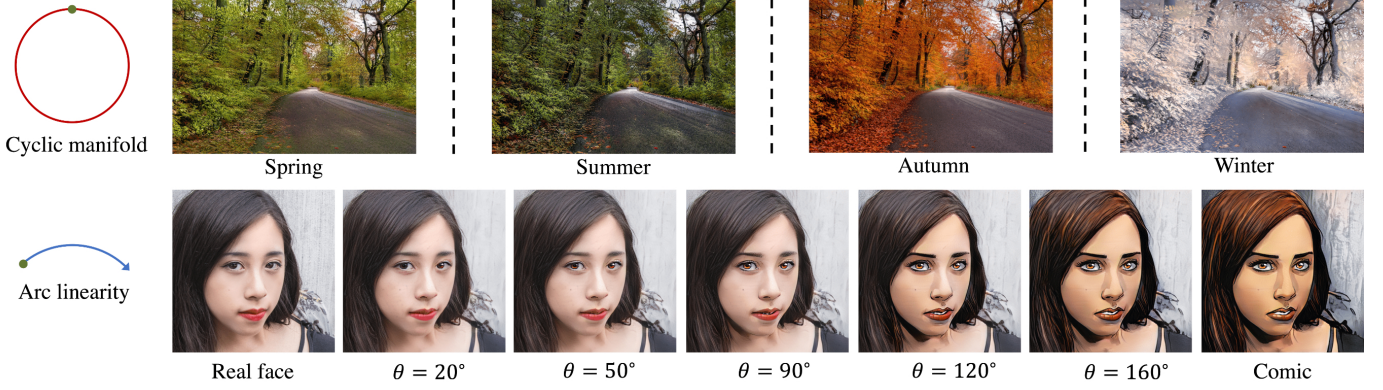 Cyclic manifold
Spring
Summer
Autumn
Winter
Arc linearity
Real face
θ = 20°
θ = 50°
θ = 90°
θ = 120°
θ = 160°
Comic